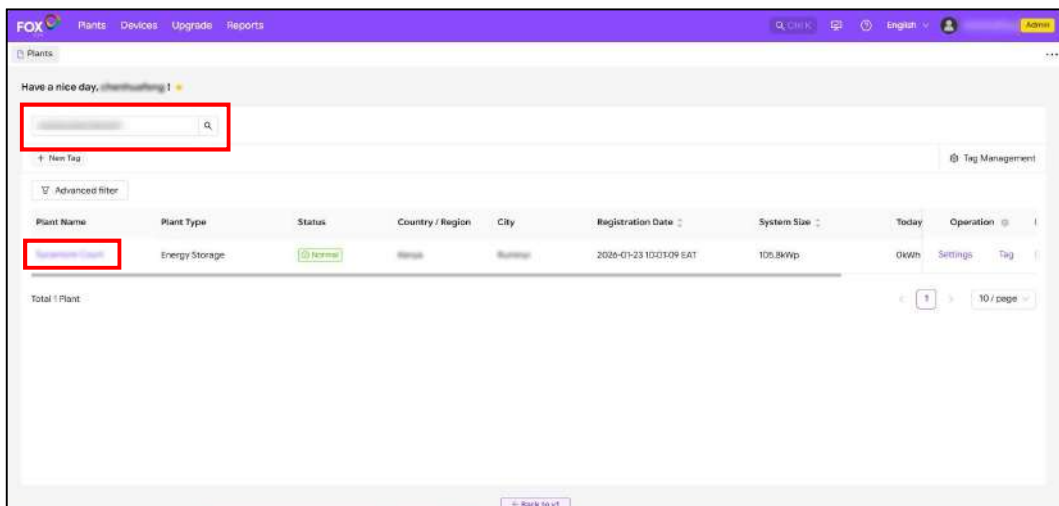 FOX Plants Devices Upgrade Reports Ctrl K English Admin
Plants
Have a nice day, !
+ New Tag Tag Management
Advanced filter
Plant Name Plant Type Status Country / Region City Registration Date System Size Today Operation
Energy Storage Normal 2026-01-23 10:01:09 EAT 105.8kWp 0kWh Settings Tag
Total 1 Plant 1 10 / page
← Back to v1